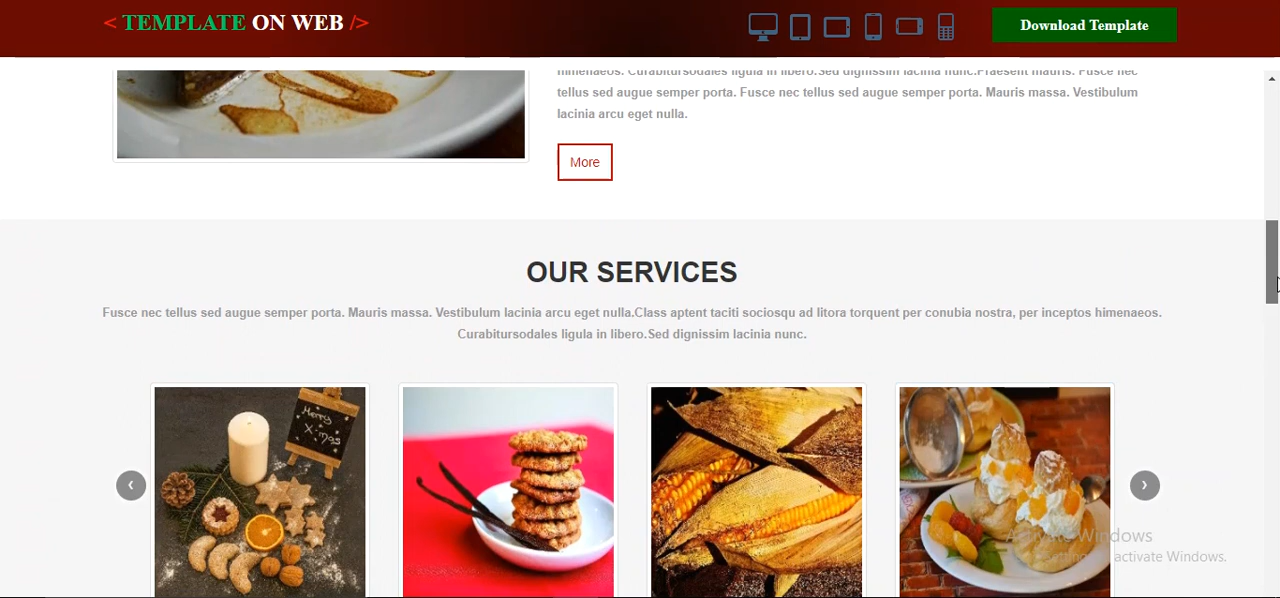 < TEMPLATE ON WEB />
Download Template
himenaeos. Curabitursodales ligula in libero.Sed dignissim lacinia nunc.Praesent mauris. Fusce nec
tellus sed augue semper porta. Fusce nec tellus sed augue semper porta. Mauris massa. Vestibulum
lacinia arcu eget nulla.
More
OUR SERVICES
Fusce nec tellus sed augue semper porta. Mauris massa. Vestibulum lacinia arcu eget nulla.Class aptent taciti sociosqu ad litora torquent per conubia nostra, per inceptos himenaeos.
Curabitursodales ligula in libero.Sed dignissim lacinia nunc.
Merry
X-mas
‹
›
Activate Windows
activate Windows.